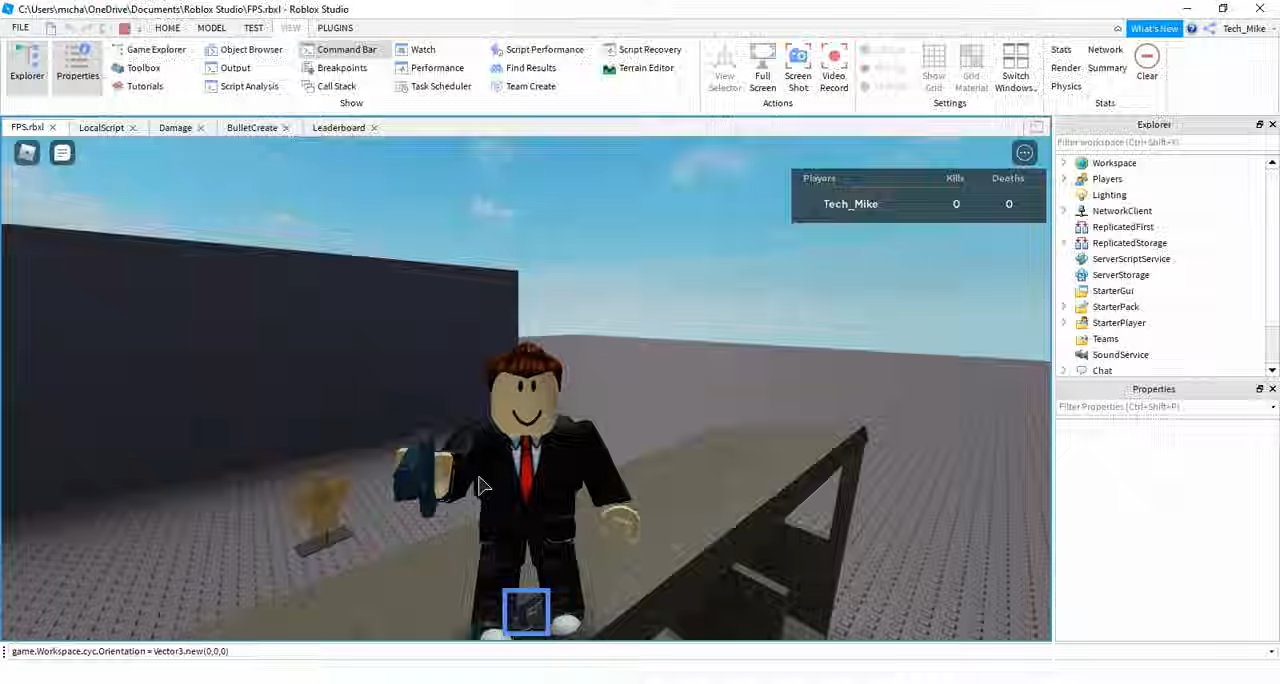 C:\Users\micha\OneDrive\Documents\Roblox Studio\FPS.rbxl - Roblox Studio
FILE HOME MODEL TEST VIEW PLUGINS What's New Tech_Mike
Explorer
Properties
Game Explorer Object Browser Command Bar Watch Script Performance Script Recovery
Toolbox Output Breakpoints Performance Find Results Terrain Editor
Tutorials Script Analysis Call Stack Task Scheduler Team Create
Show
View Selector
Full Screen
Screen Shot
Video Record
Actions
Show Grid
Grid Material
Switch Windows
Settings
Stats Network
Render Summary
Physics
Clear
Stats
FPS.rbxl LocalScript Damage BulletCreate Leaderboard
Players Kills Deaths
Tech_Mike 0 0
Explorer
Filter workspace (Ctrl+Shift+X)
Workspace
Players
Lighting
NetworkClient
ReplicatedFirst
ReplicatedStorage
ServerScriptService
ServerStorage
StarterGui
StarterPack
StarterPlayer
Teams
SoundService
Chat
Properties
Filter Properties (Ctrl+Shift+P)
game.Workspace.cyc.Orientation = Vector3.new(0,0,0)